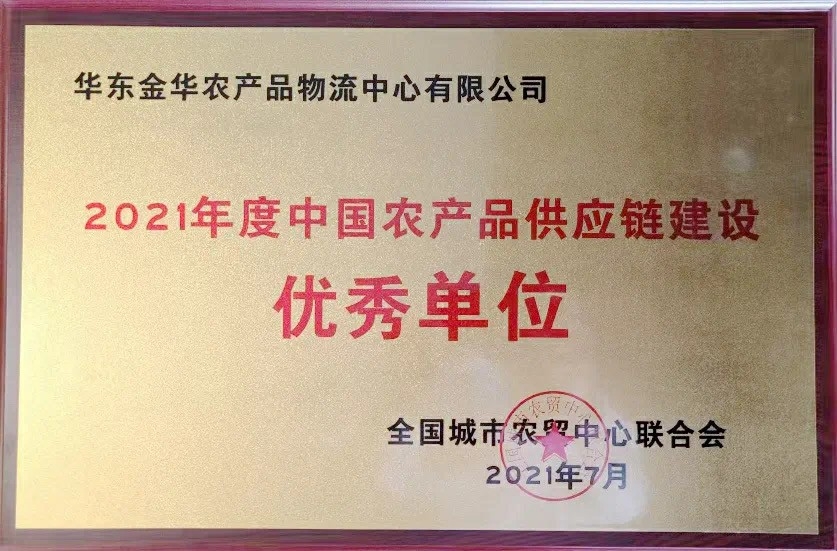 华东金华农产品物流中心有限公司
2021年度中国农产品供应链建设
优秀单位
全国城市农贸中心联合会
2021年7月